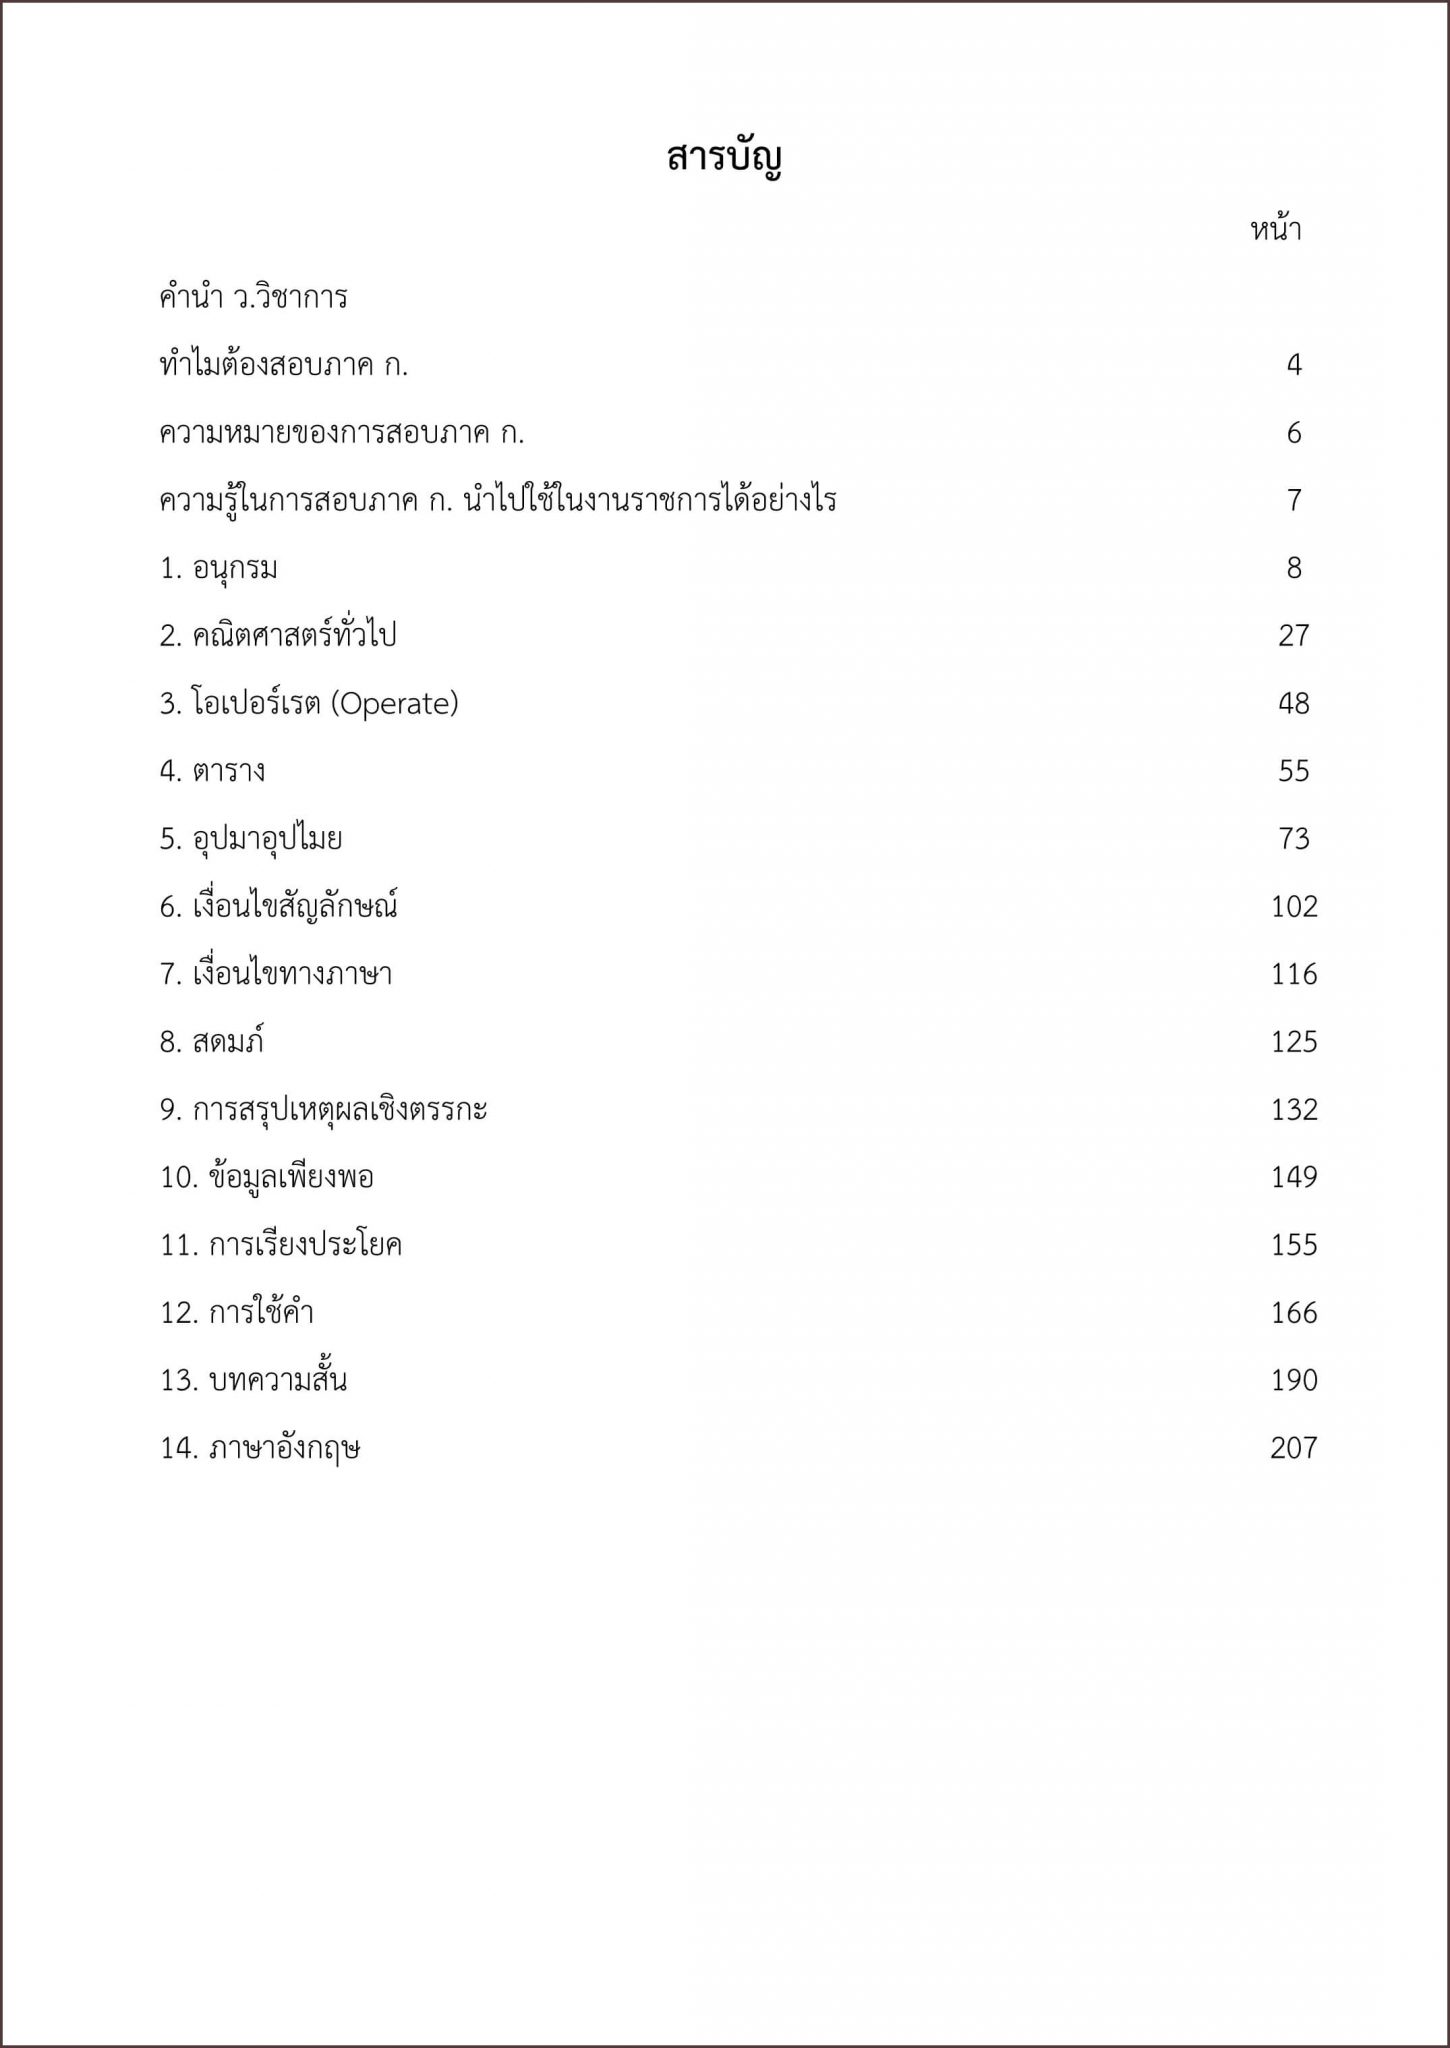 สารบัญ
หน้า
คำนำ ว.วิชาการ
ทำไมต้องสอบภาค ก. 4
ความหมายของการสอบภาค ก. 6
ความรู้ในการสอบภาค ก. นำไปใช้ในงานราชการได้อย่างไร 7
1. อนุกรม 8
2. คณิตศาสตร์ทั่วไป 27
3. โอเปอร์เรต (Operate) 48
4. ตาราง 55
5. อุปมาอุปไมย 73
6. เงื่อนไขสัญลักษณ์ 102
7. เงื่อนไขทางภาษา 116
8. สดมภ์ 125
9. การสรุปเหตุผลเชิงตรรกะ 132
10. ข้อมูลเพียงพอ 149
11. การเรียงประโยค 155
12. การใช้คำ 166
13. บทความสั้น 190
14. ภาษาอังกฤษ 207